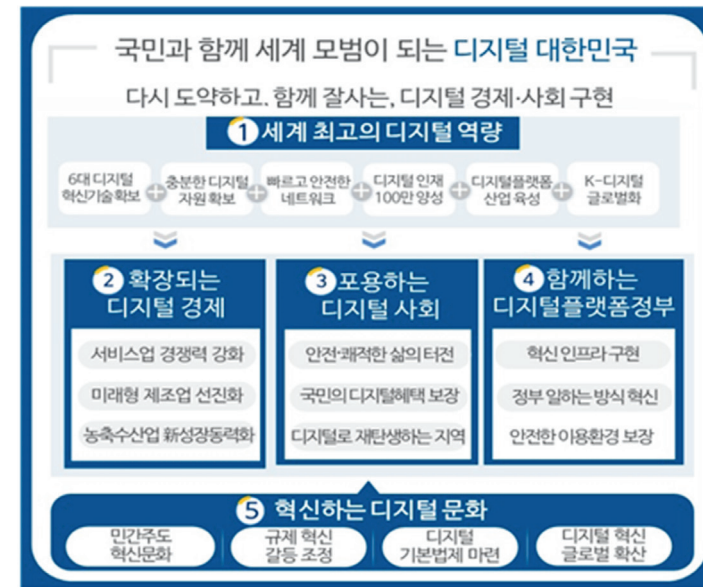 국민과 함께 세계 모범이 되는 디지털 대한민국
다시 도약하고, 함께 잘사는, 디지털 경제·사회 구현
1 세계 최고의 디지털 역량
6대 디지털
혁신기술확보
+
충분한 디지털
자원 확보
+
빠르고 안전한
네트워크
+
디지털 인재
100만 양성
+
디지털플랫폼
산업 육성
+
K-디지털
글로벌화
2 확장되는
디지털 경제
서비스업 경쟁력 강화
미래형 제조업 선진화
농축수산업 新성장동력화
3 포용하는
디지털 사회
안전·쾌적한 삶의 터전
국민의 디지털혜택 보장
디지털로 재탄생하는 지역
4 함께하는
디지털플랫폼정부
혁신 인프라 구현
정부 일하는 방식 혁신
안전한 이용환경 보장
5 혁신하는 디지털 문화
민간주도
혁신문화
규제 혁신
갈등 조정
디지털
기본법제 마련
디지털 혁신
글로벌 확산